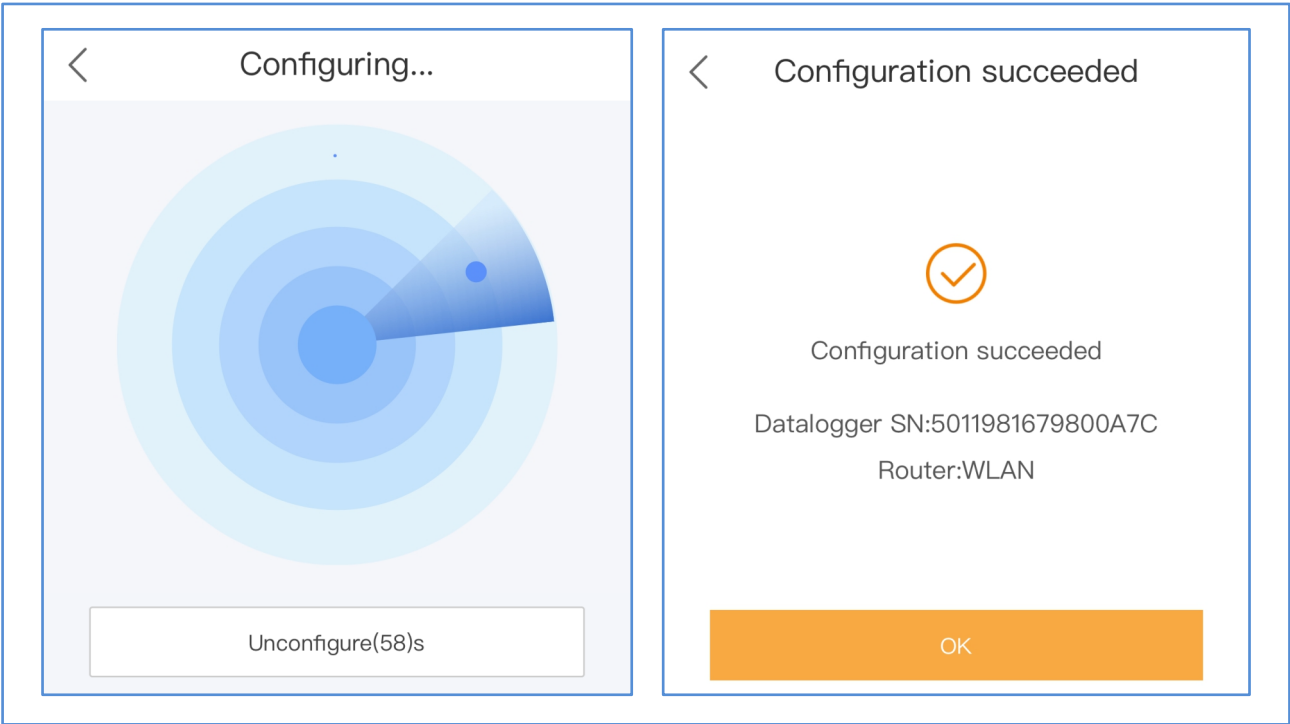 Configuring...
Unconfigure(58)s
Configuration succeeded
Configuration succeeded
Datalogger SN:5011981679800A7C
Router:WLAN
OK